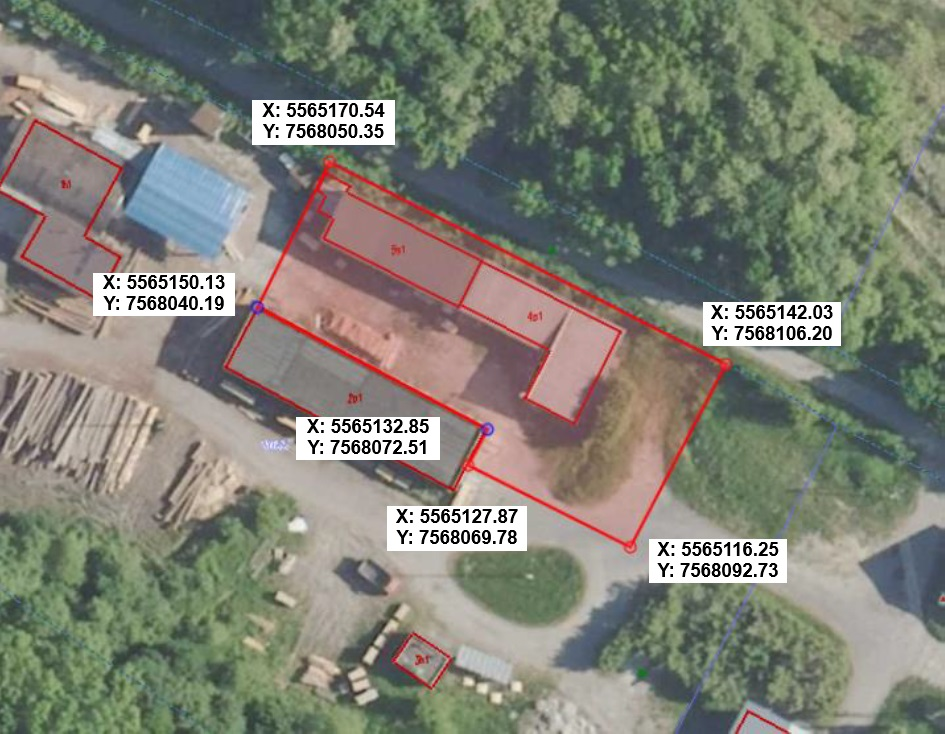 X: 5565170.54
Y: 7568050.35
X: 5565150.13
Y: 7568040.19
X: 5565142.03
Y: 7568106.20
X: 5565132.85
Y: 7568072.51
X: 5565127.87
Y: 7568069.78
X: 5565116.25
Y: 7568092.73